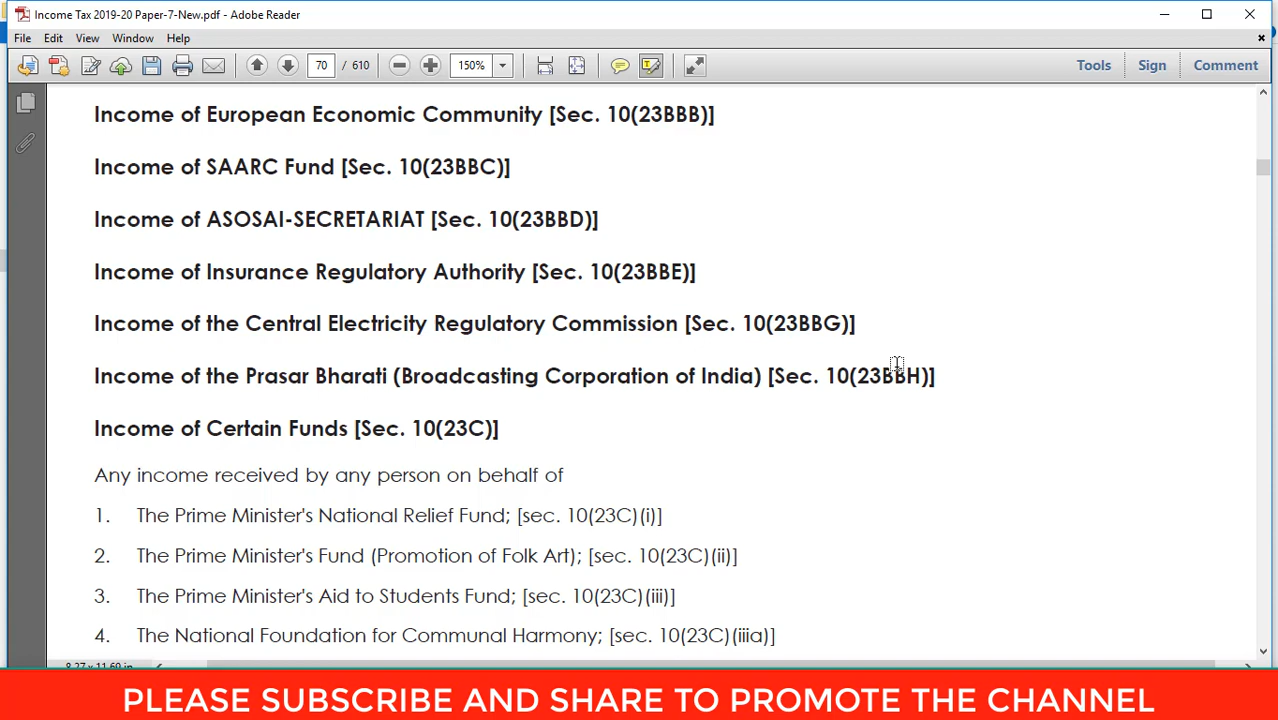 Income Tax 2019-20 Paper-7-New.pdf - Adobe Reader
File Edit View Window Help
70 / 610 150% Tools Sign Comment
Income of European Economic Community [Sec. 10(23BBB)]
Income of SAARC Fund [Sec. 10(23BBC)]
Income of ASOSAI-SECRETARIAT [Sec. 10(23BBD)]
Income of Insurance Regulatory Authority [Sec. 10(23BBE)]
Income of the Central Electricity Regulatory Commission [Sec. 10(23BBG)]
Income of the Prasar Bharati (Broadcasting Corporation of India) [Sec. 10(23BBH)]
Income of Certain Funds [Sec. 10(23C)]
Any income received by any person on behalf of
1. The Prime Minister's National Relief Fund; [sec. 10(23C)(i)]
2. The Prime Minister's Fund (Promotion of Folk Art); [sec. 10(23C)(ii)]
3. The Prime Minister's Aid to Students Fund; [sec. 10(23C)(iii)]
4. The National Foundation for Communal Harmony; [sec. 10(23C)(iiia)]
8.27 x 11.69 in
PLEASE SUBSCRIBE AND SHARE TO PROMOTE THE CHANNEL